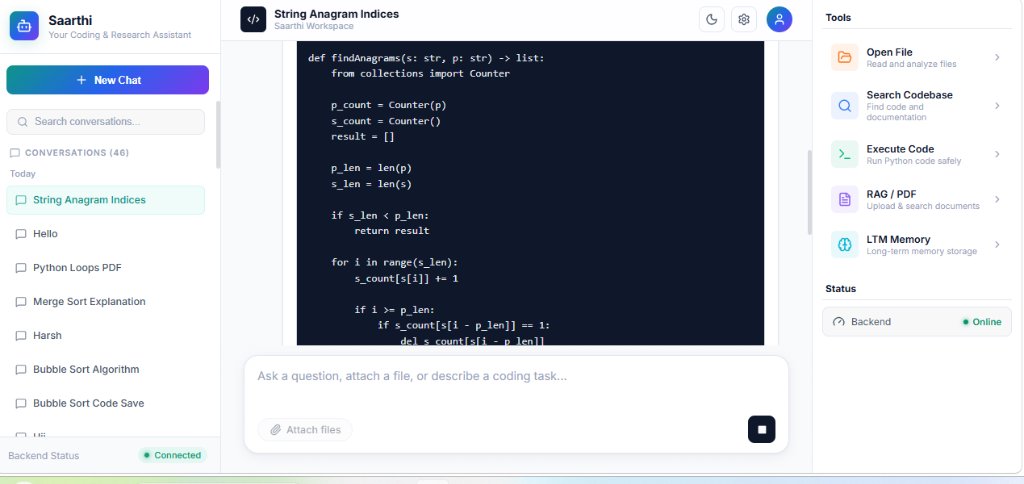 Saarthi
Your Coding & Research Assistant
+ New Chat
Search conversations...
CONVERSATIONS (46)
Today
String Anagram Indices
Hello
Python Loops PDF
Merge Sort Explanation
Harsh
Bubble Sort Algorithm
Bubble Sort Code Save
Backend Status
Connected
String Anagram Indices
Saarthi Workspace
def findAnagrams(s: str, p: str) -> list:
    from collections import Counter
    p_count = Counter(p)
    s_count = Counter()
    result = []
    p_len = len(p)
    s_len = len(s)
    if s_len < p_len:
        return result
    for i in range(s_len):
        s_count[s[i]] += 1
        if i >= p_len:
            if s_count[s[i - p_len]] == 1:
                del s_count[s[i - p_len]]
Ask a question, attach a file, or describe a coding task...
Attach files
Tools
Open File
Read and analyze files
Search Codebase
Find code and
documentation
Execute Code
Run Python code safely
RAG / PDF
Upload & search documents
LTM Memory
Long-term memory storage
Status
Backend
Online